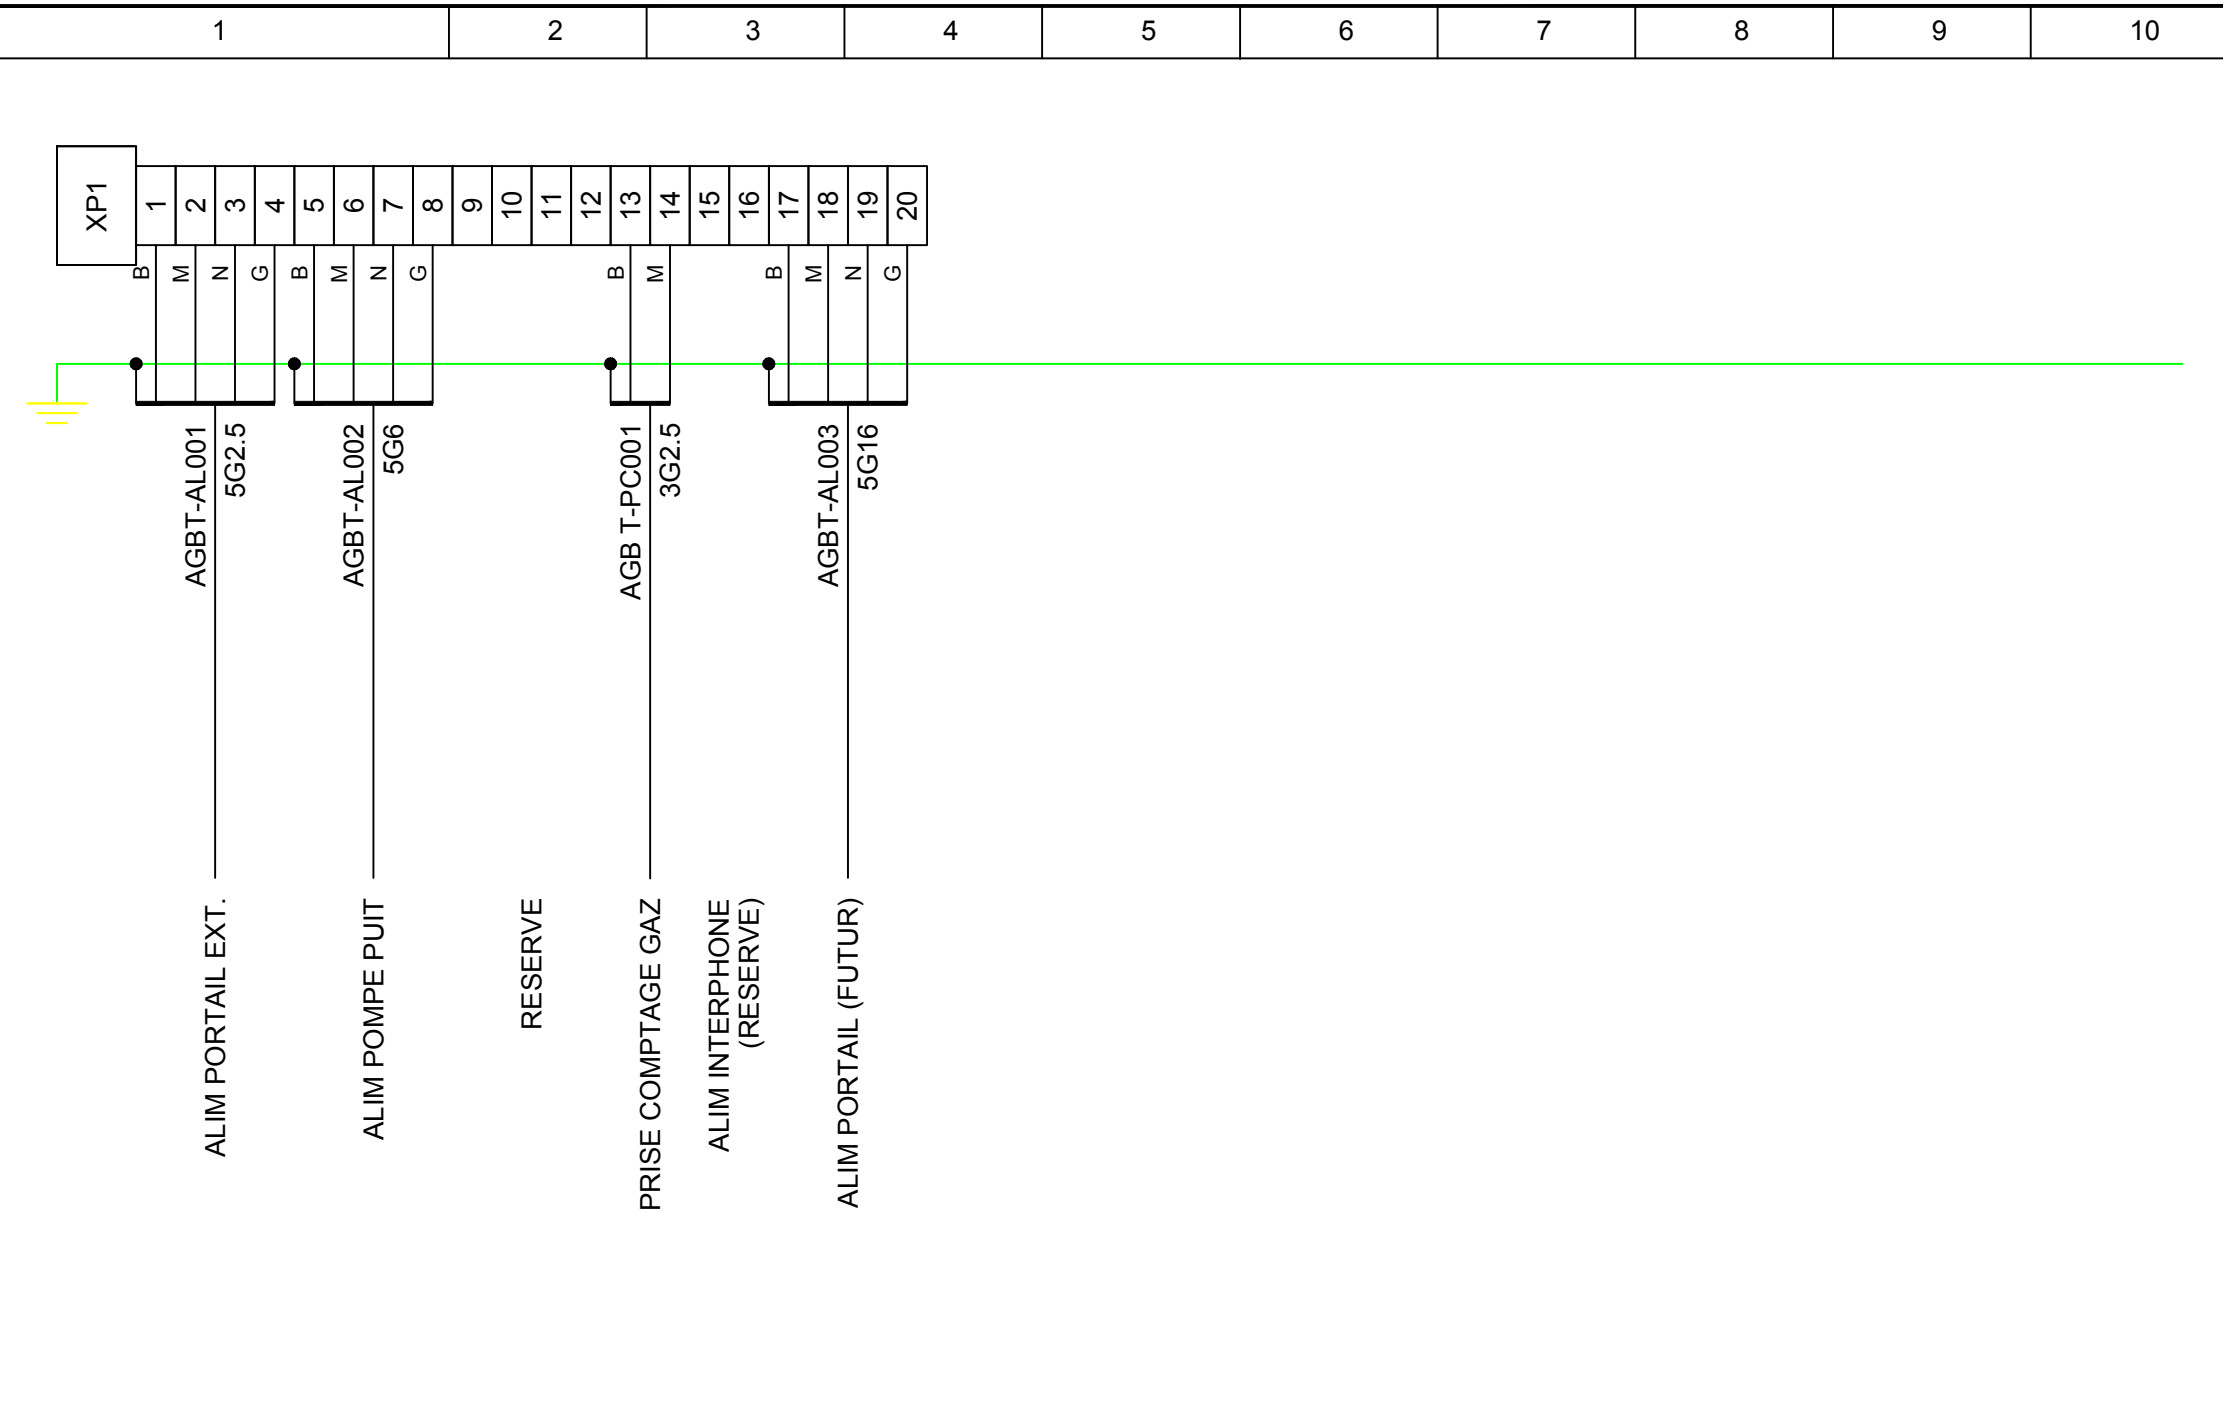 1 2 3 4 5 6 7 8 9 10
XP1 1 2 3 4 5 6 7 8 9 10 11 12 13 14 15 16 17 18 19 20
B M N G B M N G B M B M N G
AGBT-AL001
5G2.5
AGBT-AL002
5G6
AGB T-PC001
3G2.5
AGBT-AL003
5G16
ALIM PORTAIL EXT.
ALIM POMPE PUIT
RESERVE
PRISE COMPTAGE GAZ
ALIM INTERPHONE
(RESERVE)
ALIM PORTAIL (FUTUR)